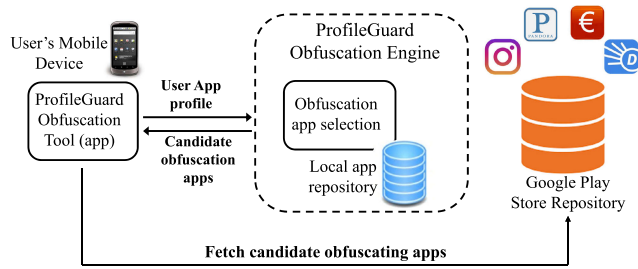 User's Mobile
Device
ProfileGuard
Obfuscation
Tool (app)
User App
profile
Candidate
obfuscation
apps
ProfileGuard
Obfuscation Engine
Obfuscation
app selection
Local app
repository
P
PANDORA
€
D
Google Play
Store Repository
Fetch candidate obfuscating apps